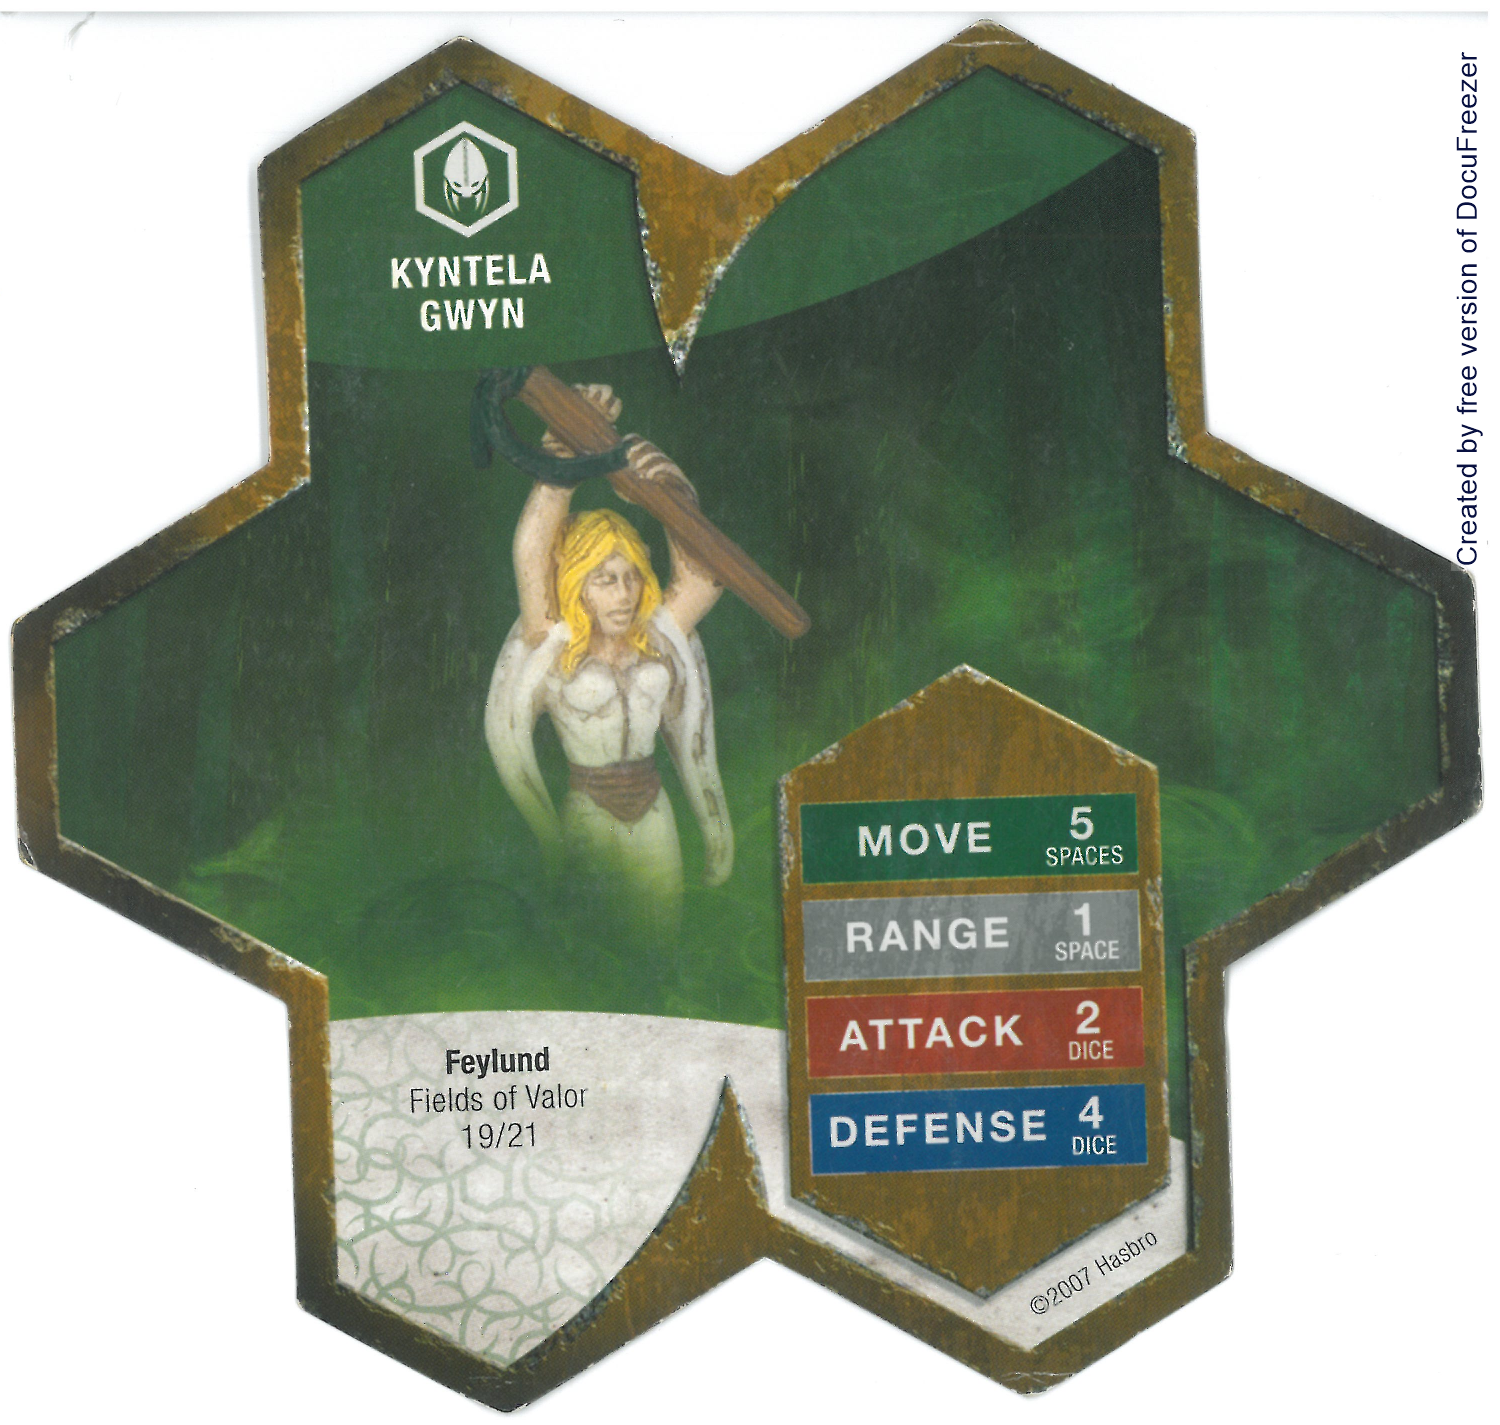 KYNTELA
GWYN
MOVE 5
SPACES
RANGE 1
SPACE
ATTACK 2
DICE
DEFENSE 4
DICE
Feylund
Fields of Valor
19/21
©2007 Hasbro
Created by free version of DocuFreezer